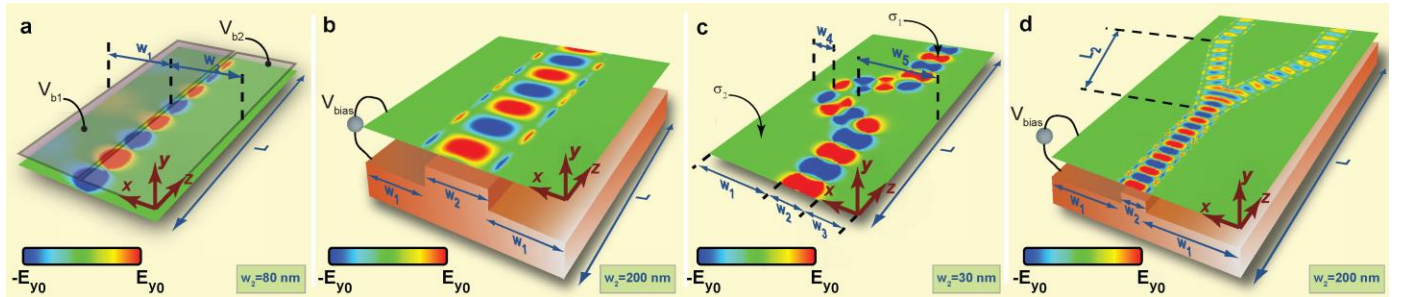 a
V_b2
w_1
w_2
V_b1
L
y
x
z
-E_y0
E_y0
w_2=80 nm
b
V_bias
L
y
x
z
w_1
w_2
w_1
-E_y0
E_y0
w_2=200 nm
c
σ_1
w_4
w_5
σ_2
L
y
x
z
w_1
w_2
w_3
-E_y0
E_y0
w_2=30 nm
d
L_2
V_bias
L
y
x
z
w_1
w_2
w_1
-E_y0
E_y0
w_2=200 nm